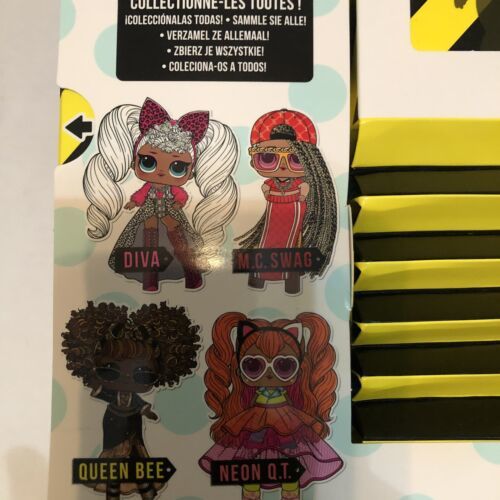 COLLECTIONNE-LES TOUTES !
¡COLECCIÓNALAS TODAS! • SAMMLE SIE ALLE!
• VERZAMEL ZE ALLEMAAL!
• ZBIERZ JE WSZYSTKIE!
• COLECIONA-OS A TODOS!
DIVA
M.C. SWAG
QUEEN BEE
NEON Q.T.